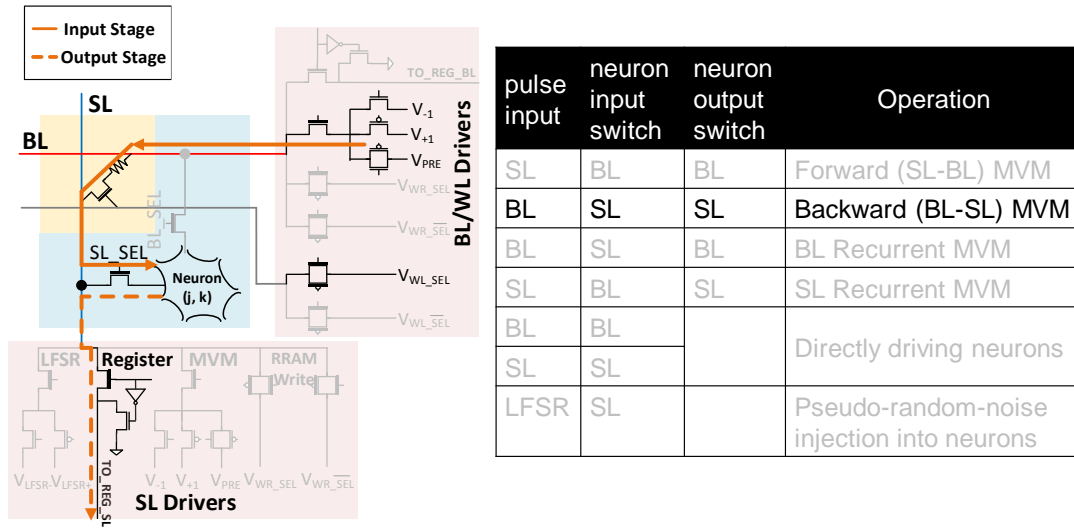 Input Stage
Output Stage
SL
BL
TO_REG_BL
V-1
V+1
VPRE
VWR_SEL
VWR_S̅E̅L̅
BL/WL Drivers
BL_SEL
SL_SEL
Neuron
(j, k)
VWL_SEL
VWL_S̅E̅L̅
LFSR
Register
MVM
RRAM
Write
VLFSR-
VLFSR+
TO_REG_SL
V-1
V+1
VPRE
VWR_SEL
VWR_S̅E̅L̅
SL Drivers
pulse input
neuron input switch
neuron output switch
Operation
SL BL BL Forward (SL-BL) MVM
BL SL SL Backward (BL-SL) MVM
BL SL BL BL Recurrent MVM
SL BL SL SL Recurrent MVM
BL BL
Directly driving neurons
SL SL
LFSR SL Pseudo-random-noise
injection into neurons